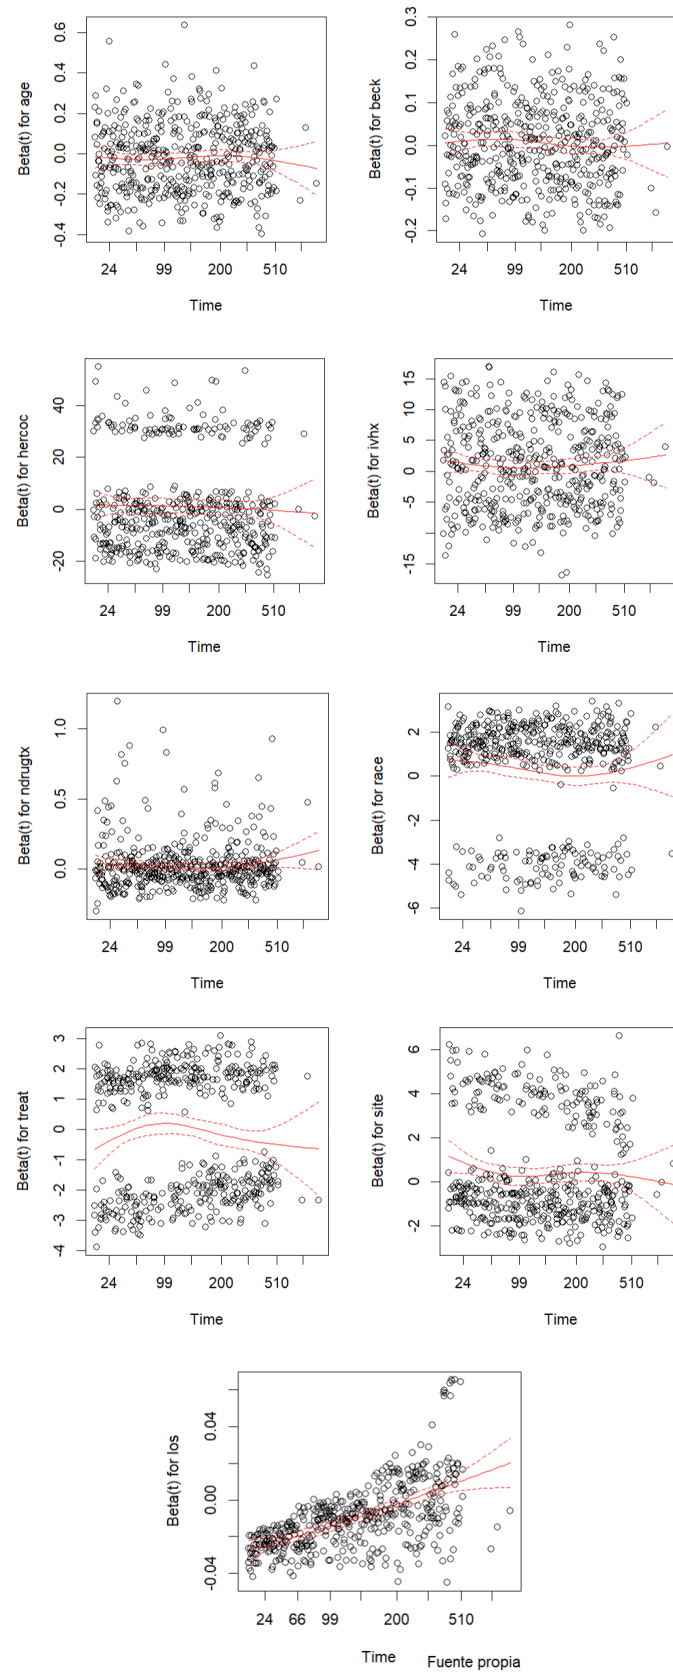 Beta(t) for age
0.6
0.4
0.2
0.0
-0.2
-0.4
24 99 200 510
Time
Beta(t) for beck
0.3
0.2
0.1
0.0
-0.1
-0.2
24 99 200 510
Time
Beta(t) for hercoc
40
20
0
-20
24 99 200 510
Time
Beta(t) for ivhx
15
5
0
-5
-15
24 99 200 510
Time
Beta(t) for ndrugtx
1.0
0.5
0.0
24 99 200 510
Time
Beta(t) for race
2
0
-2
-4
-6
24 99 200 510
Time
Beta(t) for treat
3
2
1
0
-1
-2
-3
-4
24 99 200 510
Time
Beta(t) for site
6
4
2
0
-2
24 99 200 510
Time
Beta(t) for los
0.04
0.00
-0.04
24 66 99 200 510
Time
Fuente propia